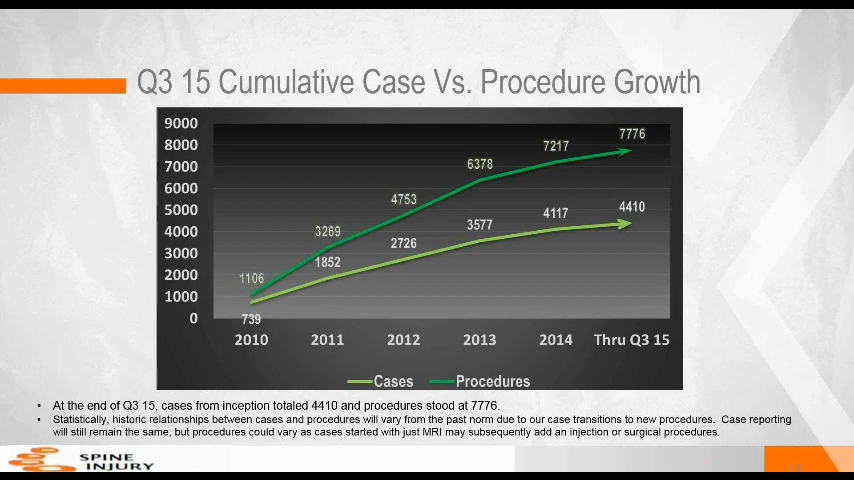 Q3 15 Cumulative Case Vs. Procedure Growth
9000
8000
7000
6000
5000
4000
3000
2000
1000
0
1106
3269
4753
6378
7217
7776
739
1852
2726
3577
4117
4410
2010 2011 2012 2013 2014 Thru Q3 15
Cases Procedures
• At the end of Q3 15, cases from inception totaled 4410 and procedures stood at 7776.
• Statistically, historic relationships between cases and procedures will vary from the past norm due to our case transitions to new procedures. Case reporting
will still remain the same, but procedures could vary as cases started with just MRI may subsequently add an injection or surgical procedures.
SPINE
INJURY